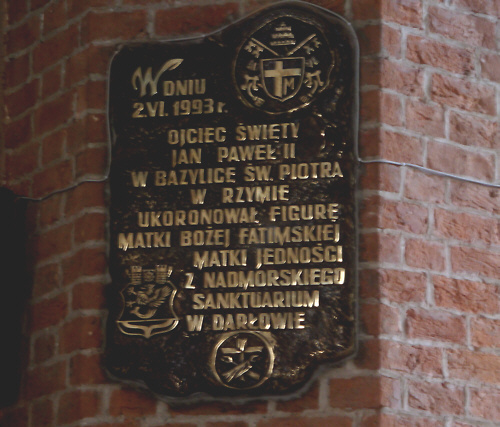 W DNIU
2.VI. 1993 r.
OJCIEC ŚWIĘTY
JAN PAWEŁ II
W BAZYLICE ŚW. PIOTRA
W RZYMIE
UKORONOWAŁ FIGURĘ
MATKI BOŻEJ FATIMSKIEJ
MATKI JEDNOŚCI
Z NADMORSKIEGO
SANKTUARIUM
W DARŁOWIE
M